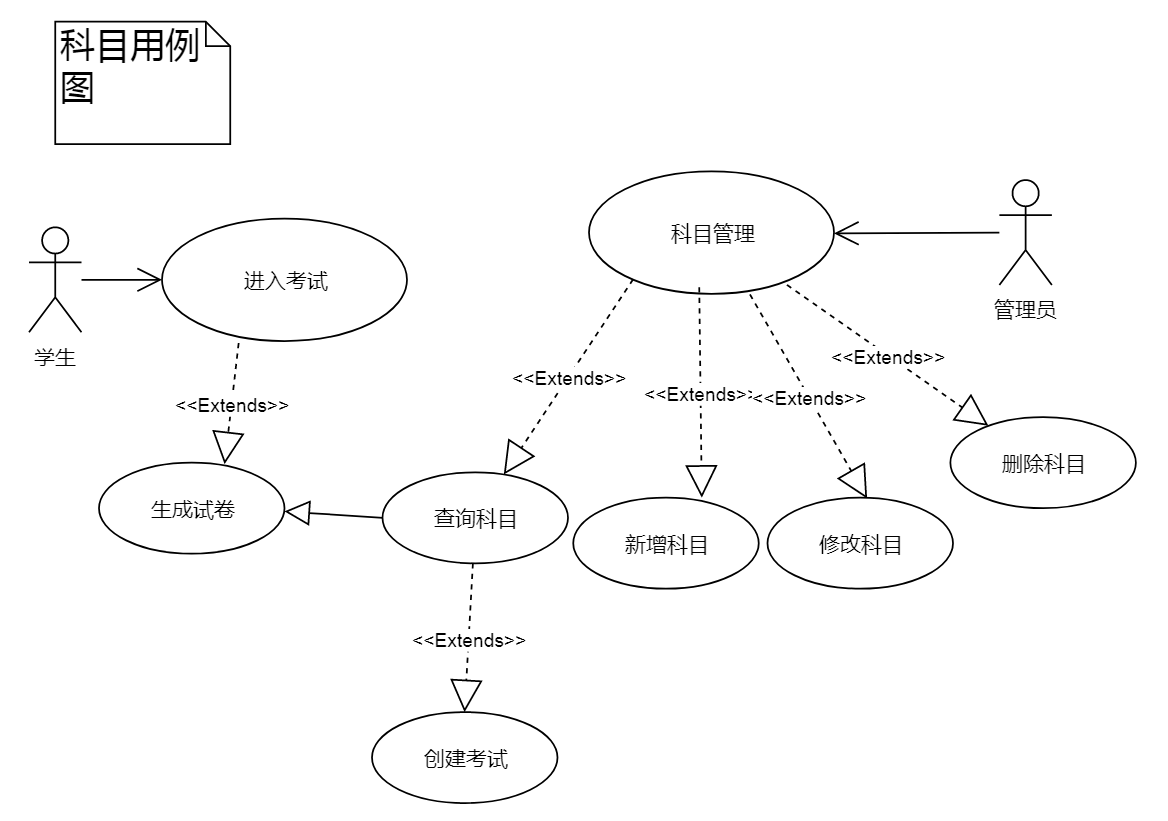 科目用例
图
科目管理
进入考试
管理员
学生
<<Extends>>
<<Extends>>
<<Extends>>
<<Extends>>
<<Extends>>
删除科目
生成试卷
查询科目
新增科目
修改科目
<<Extends>>
创建考试